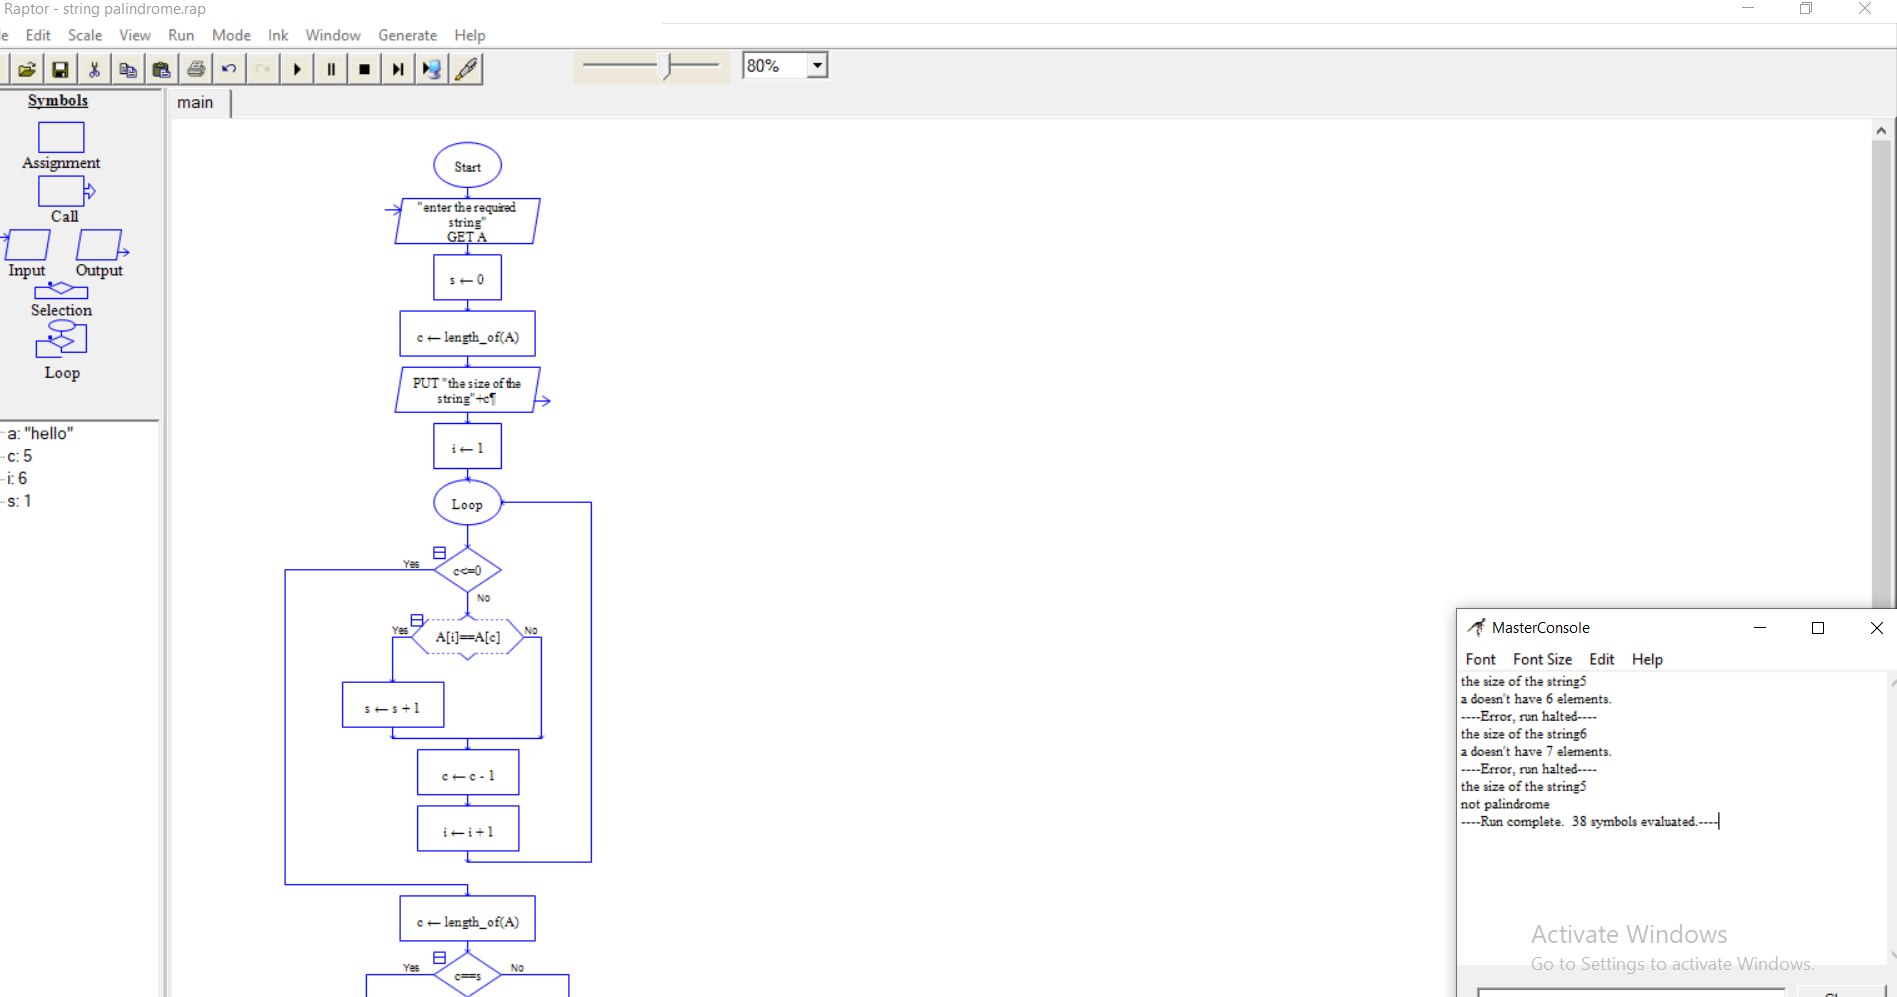 Raptor - string palindrome.rap
e Edit Scale View Run Mode Ink Window Generate Help
80%
Symbols
main
Assignment
Call
Input Output
Selection
Loop
a: "hello"
c: 5
i: 6
s: 1
Start
"enter the required
string"
GET A
s ← 0
c ← length_of(A)
PUT "the size of the
string"+c¶
i ← 1
Loop
Yes
c<=0
No
Yes
A[i]==A[c]
No
s ← s + 1
c ← c - 1
i ← i + 1
c ← length_of(A)
Yes
c==s
No
MasterConsole
Font Font Size Edit Help
the size of the string5
a doesn't have 6 elements.
----Error, run halted----
the size of the string6
a doesn't have 7 elements.
----Error, run halted----
the size of the string5
not palindrome
----Run complete.  38 symbols evaluated.----
Activate Windows
Go to Settings to activate Windows.